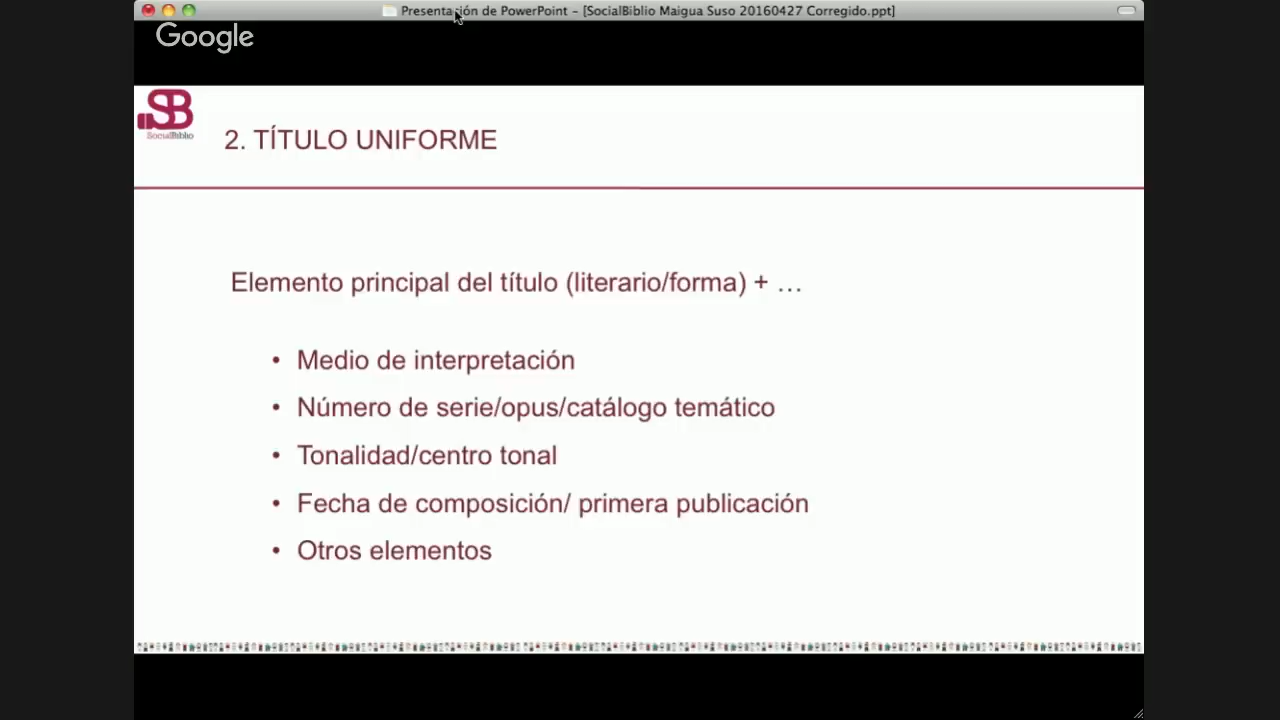 Presentación de PowerPoint – [SocialBiblio Maigua Suso 20160427 Corregido.ppt]
Google
SB
SocialBiblio
2. TÍTULO UNIFORME
Elemento principal del título (literario/forma) + …
• Medio de interpretación
• Número de serie/opus/catálogo temático
• Tonalidad/centro tonal
• Fecha de composición/ primera publicación
• Otros elementos